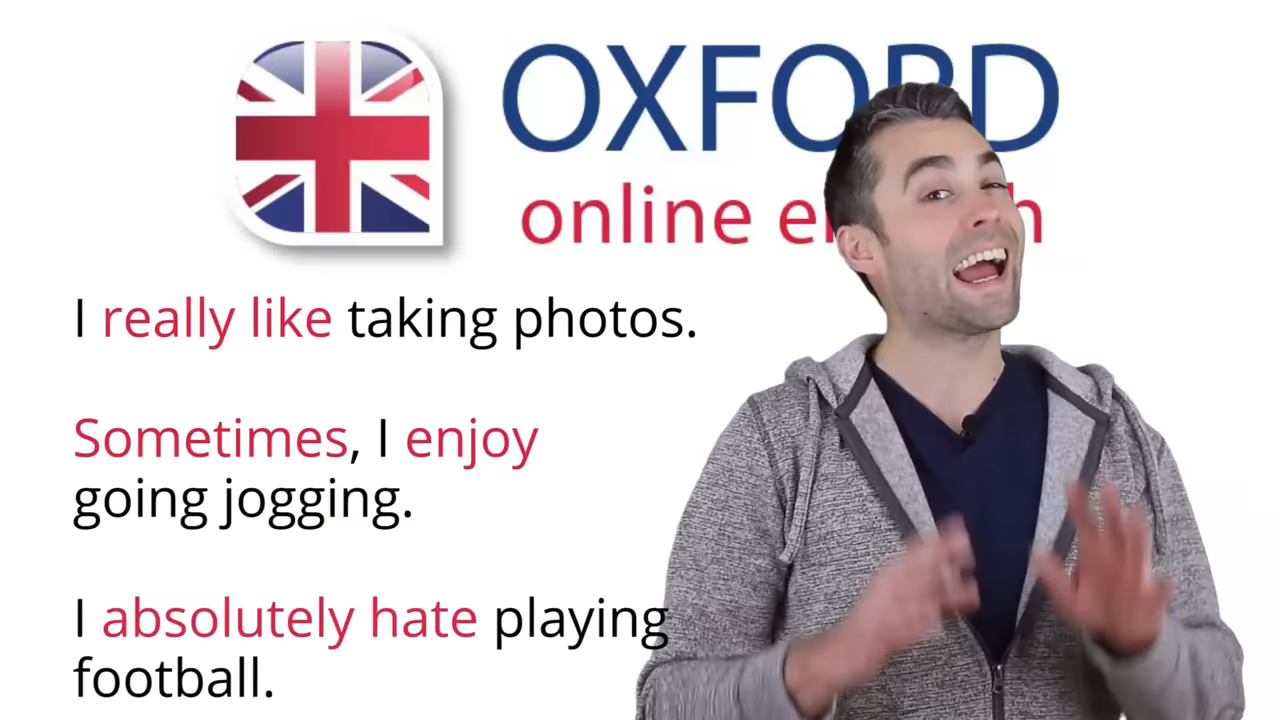 OXFORD
online
I really like taking photos.
Sometimes, I enjoy
going jogging.
I absolutely hate playing
football.